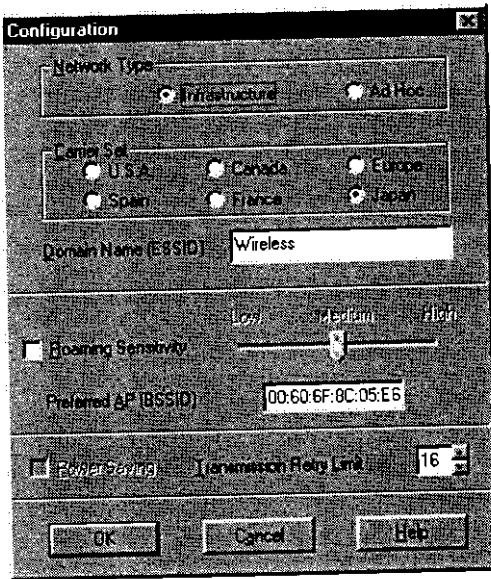 Configuration
Network Type
Infrastructure
Ad Hoc
Carrier Set
U.S.A.
Canada
Europe
Spain
France
Japan
Domain Name (ESSID)
Wireless
Low
Medium
High
Roaming Sensitivity
Preferred AP (BSSID)
00:60:6F:8C:05:E6
Power Saving
Transmission Retry Limit
16
OK
Cancel
Help